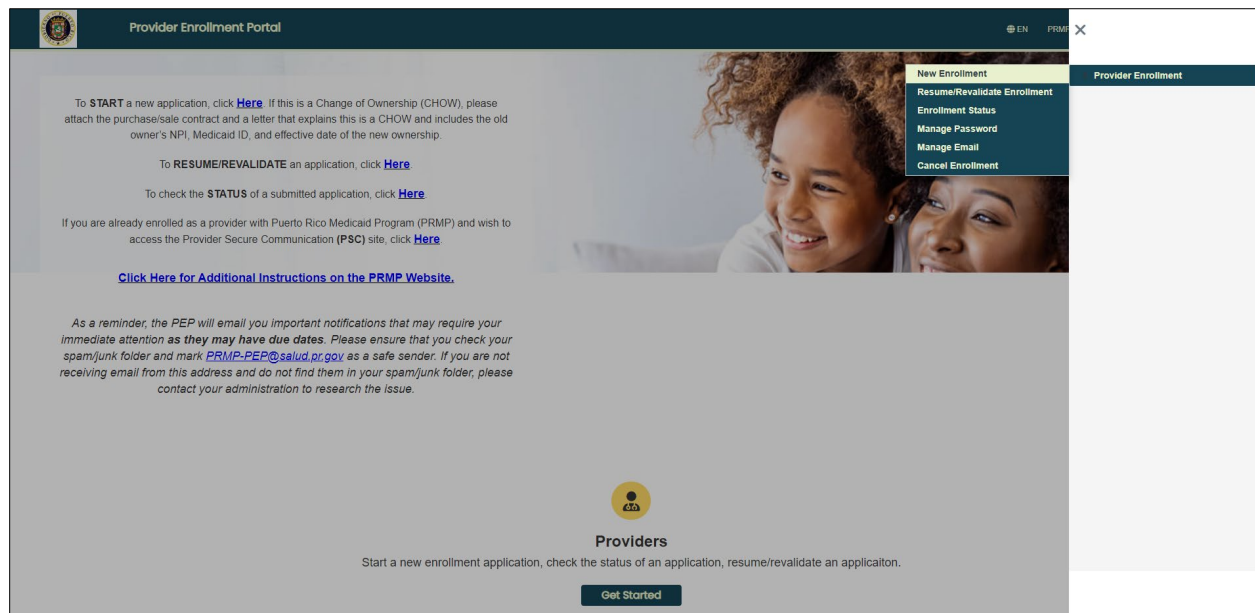 Provider Enrollment Portal
EN
New Enrollment
Resume/Revalidate Enrollment
Enrollment Status
Manage Password
Manage Email
Cancel Enrollment
Provider Enrollment
To START a new application, click Here. If this is a Change of Ownership (CHOW), please
attach the purchase/sale contract and a letter that explains this is a CHOW and includes the old
owner's NPI, Medicaid ID, and effective date of the new ownership.
To RESUME/REVALIDATE an application, click Here.
To check the STATUS of a submitted application, click Here.
If you are already enrolled as a provider with Puerto Rico Medicaid Program (PRMP) and wish to
access the Provider Secure Communication (PSC) site, click Here.
Click Here for Additional Instructions on the PRMP Website.
As a reminder, the PEP will email you important notifications that may require your
immediate attention as they may have due dates. Please ensure that you check your
spam/junk folder and mark PRMP-PEP@salud.pr.gov as a safe sender. If you are not
receiving email from this address and do not find them in your spam/junk folder, please
contact your administration to research the issue.
Providers
Start a new enrollment application, check the status of an application, resume/revalidate an applicaiton.
Get Started